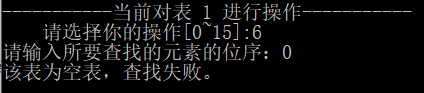 -----------当前对表 1 进行操作-----------
请选择你的操作[0~15]:6
请输入所要查找的元素的位序：0
该表为空表，查找失败。